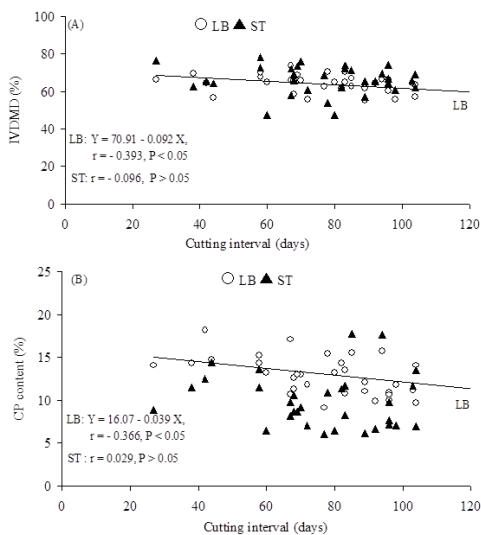 (A)
LB ST
100
80
60
40
20
0
IVDMD (%)
LB
LB: Y = 70.91 - 0.092 X,
r = - 0.393, P < 0.05
ST: r = - 0.096, P > 0.05
0 20 40 60 80 100 120
Cutting interval (days)
(B)
LB ST
25
20
15
10
5
0
CP content (%)
LB
LB: Y = 16.07 - 0.039 X,
r = - 0.366, P < 0.05
ST : r = 0.029, P > 0.05
0 20 40 60 80 100 120
Cutting interval (days)